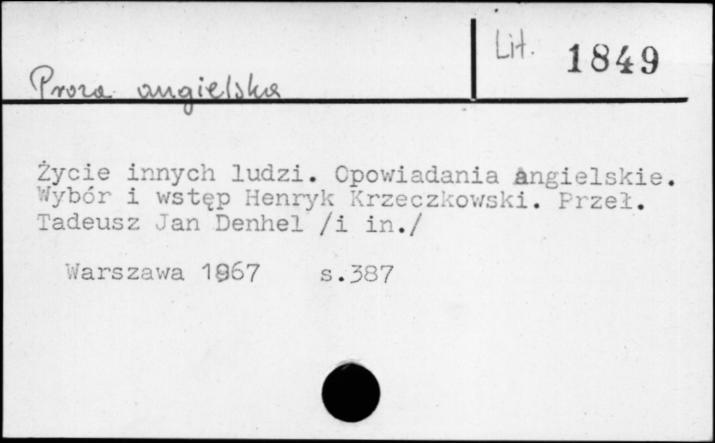 Lit. 1849
Proza angielska
Życie innych ludzi. Opowiadania angielskie.
Wybór i wstęp Henryk Krzeczkowski. Przeł.
Tadeusz Jan Denhel /i in./
Warszawa 1967 s.387